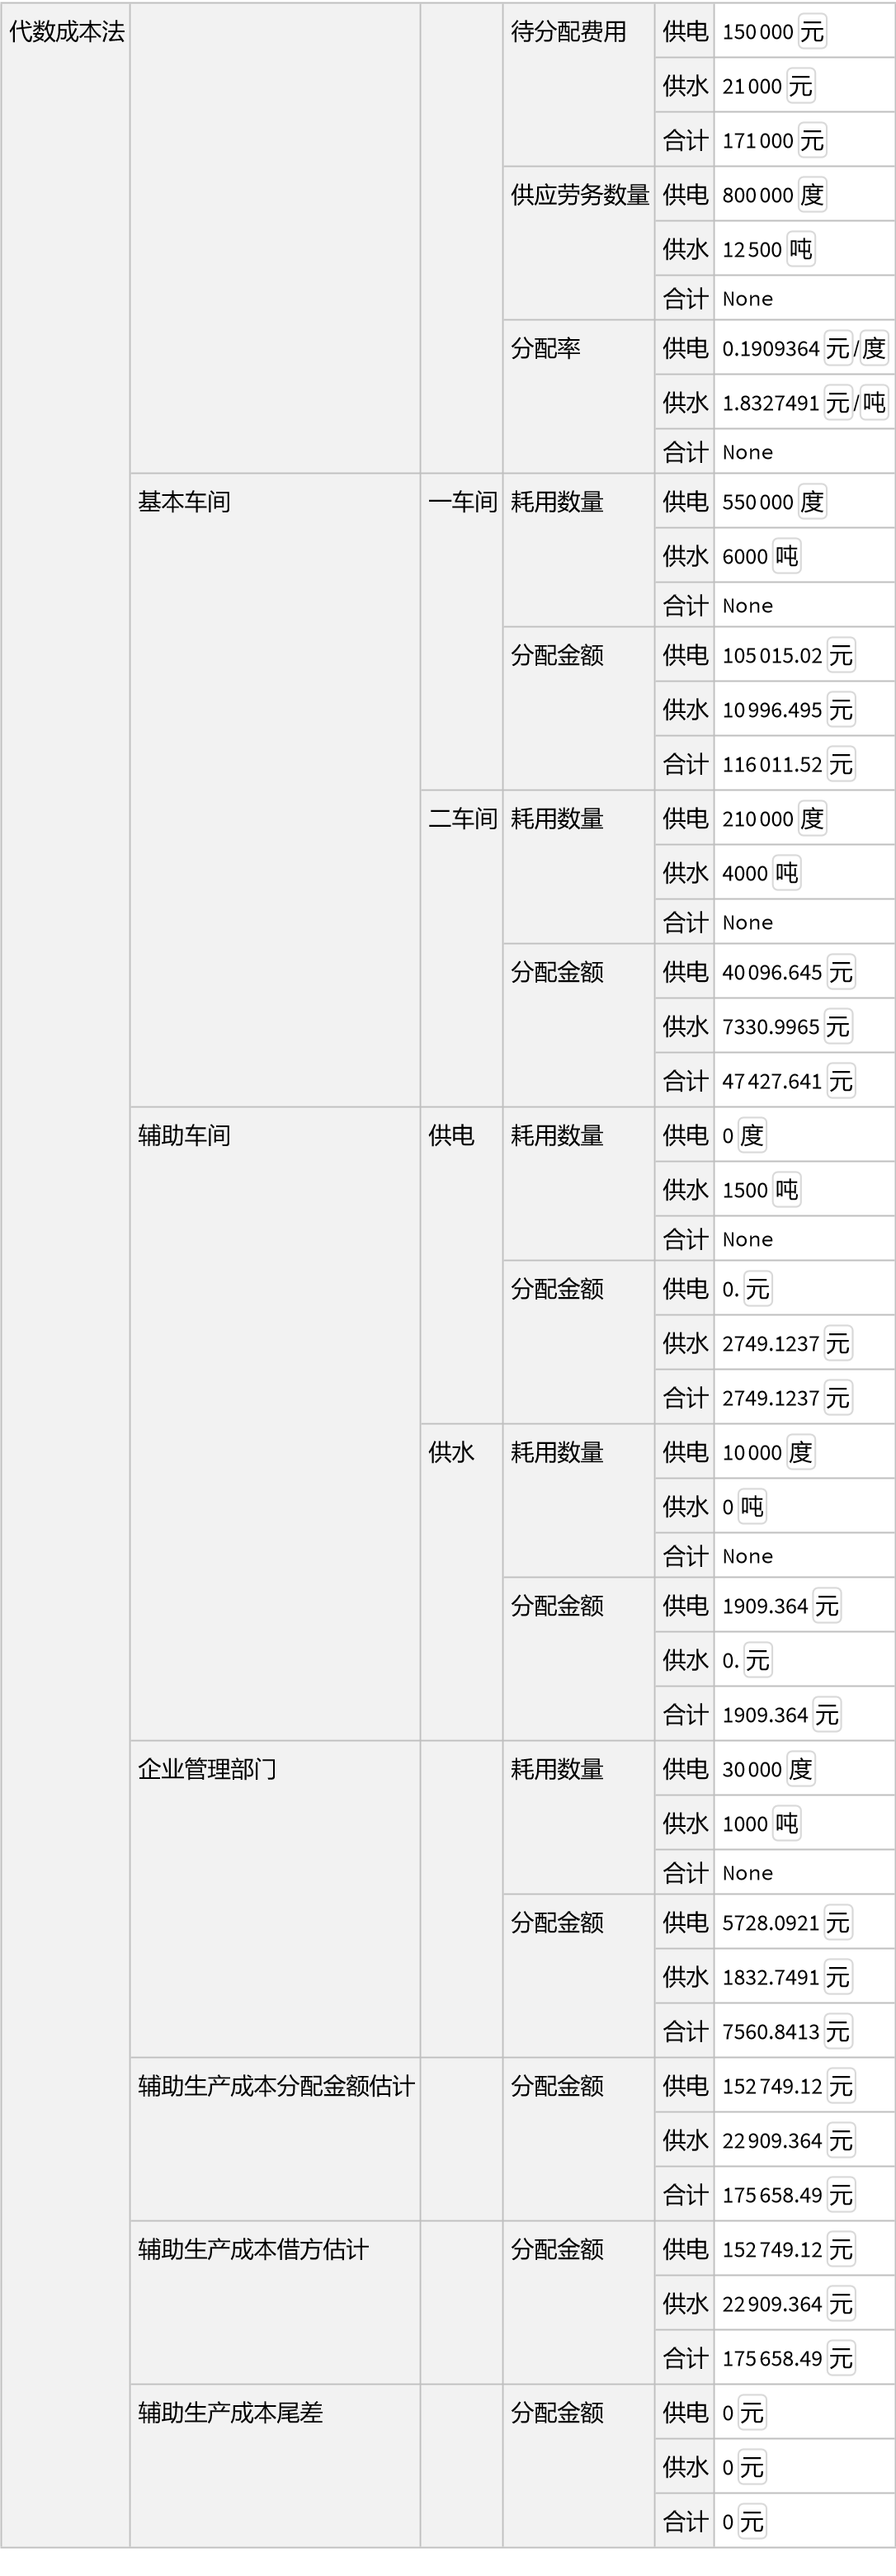 代数成本法 待分配费用 供电 150000 元
供水 21000 元
合计 171000 元
供应劳务数量 供电 800000 度
供水 12500 吨
合计 None
分配率 供电 0.1909364 元/度
供水 1.8327491 元/吨
合计 None
基本车间 一车间 耗用数量 供电 550000 度
供水 6000 吨
合计 None
分配金额 供电 105015.02 元
供水 10996.495 元
合计 116011.52 元
二车间 耗用数量 供电 210000 度
供水 4000 吨
合计 None
分配金额 供电 40096.645 元
供水 7330.9965 元
合计 47427.641 元
辅助车间 供电 耗用数量 供电 0 度
供水 1500 吨
合计 None
分配金额 供电 0. 元
供水 2749.1237 元
合计 2749.1237 元
供水 耗用数量 供电 10000 度
供水 0 吨
合计 None
分配金额 供电 1909.364 元
供水 0. 元
合计 1909.364 元
企业管理部门 耗用数量 供电 30000 度
供水 1000 吨
合计 None
分配金额 供电 5728.0921 元
供水 1832.7491 元
合计 7560.8413 元
辅助生产成本分配金额估计 分配金额 供电 152749.12 元
供水 22909.364 元
合计 175658.49 元
辅助生产成本借方估计 分配金额 供电 152749.12 元
供水 22909.364 元
合计 175658.49 元
辅助生产成本尾差 分配金额 供电 0 元
供水 0 元
合计 0 元